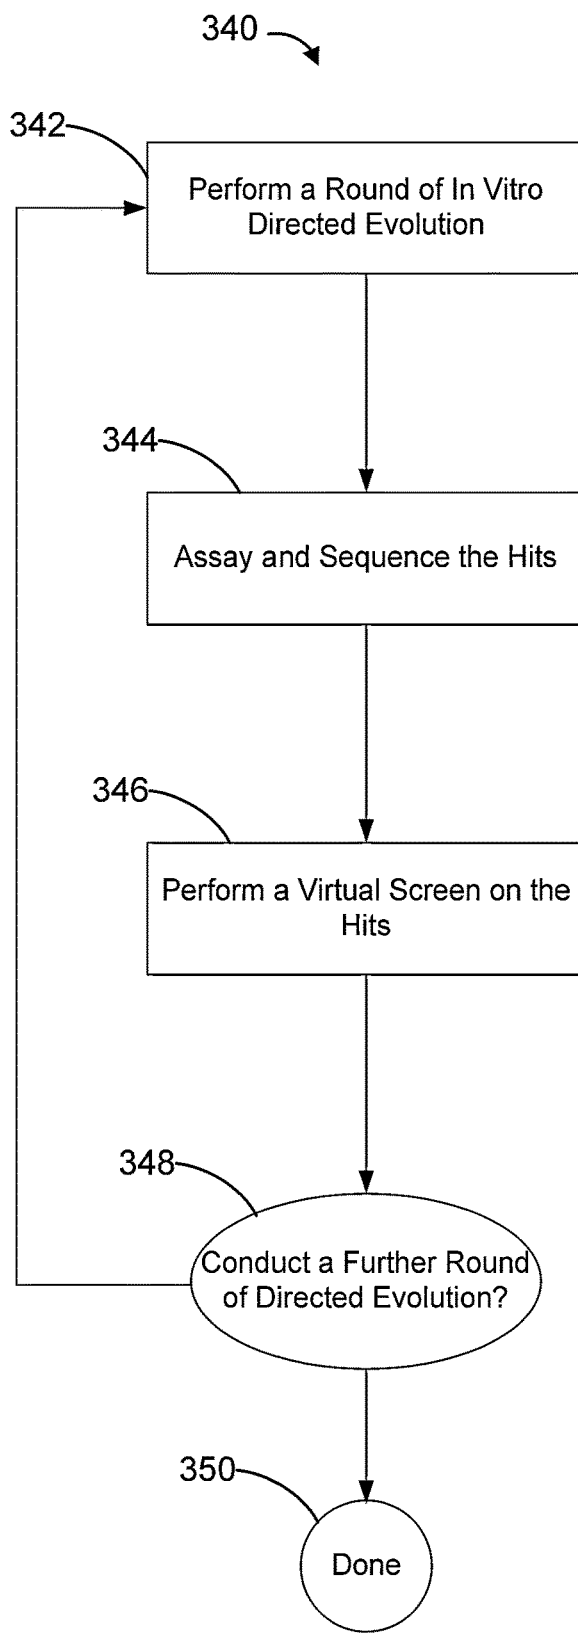 340
342
Perform a Round of In Vitro
Directed Evolution
344
Assay and Sequence the Hits
346
Perform a Virtual Screen on the
Hits
348
Conduct a Further Round
of Directed Evolution?
350
Done